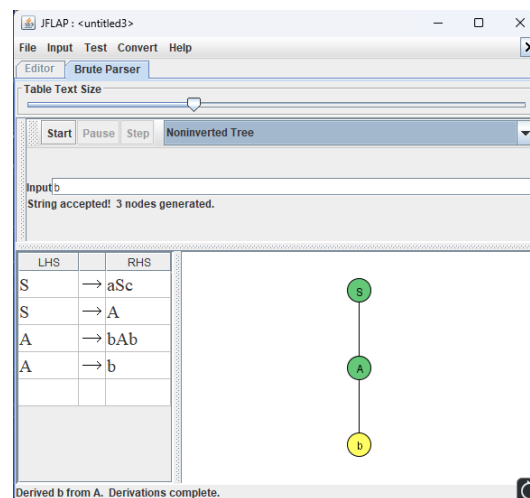 JFLAP : <untitled3>
File Input Test Convert Help
Editor Brute Parser
Table Text Size
Start Pause Step Noninverted Tree
Input b
String accepted! 3 nodes generated.
LHS RHS
S → aSc
S → A
A → bAb
A → b
S
A
b
Derived b from A. Derivations complete.